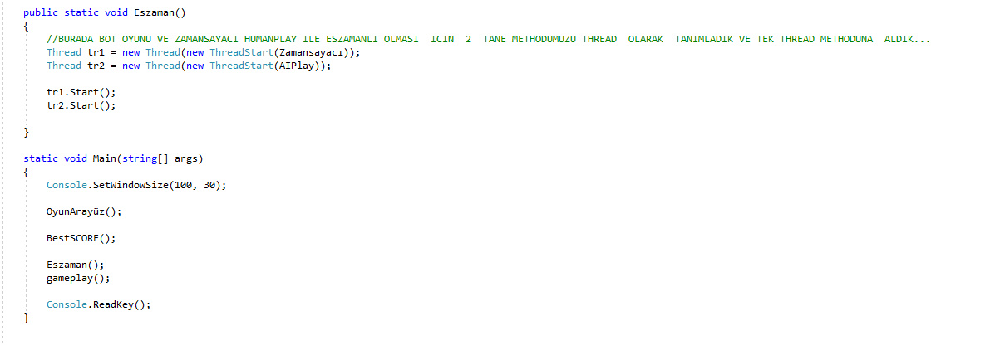 public static void Eszaman()
{
//BURADA BOT OYUNU VE ZAMANSAYACI HUMANPLAY ILE ESZAMANLI OLMASI ICIN 2 TANE METHODUMUZU THREAD OLARAK TANIMLADIK VE TEK THREAD METHODUNA ALDIK...
Thread tr1 = new Thread(new ThreadStart(Zamansayacı));
Thread tr2 = new Thread(new ThreadStart(AIPlay));
tr1.Start();
tr2.Start();
}
static void Main(string[] args)
{
Console.SetWindowSize(100, 30);
OyunArayüz();
BestSCORE();
Eszaman();
gameplay();
Console.ReadKey();
}